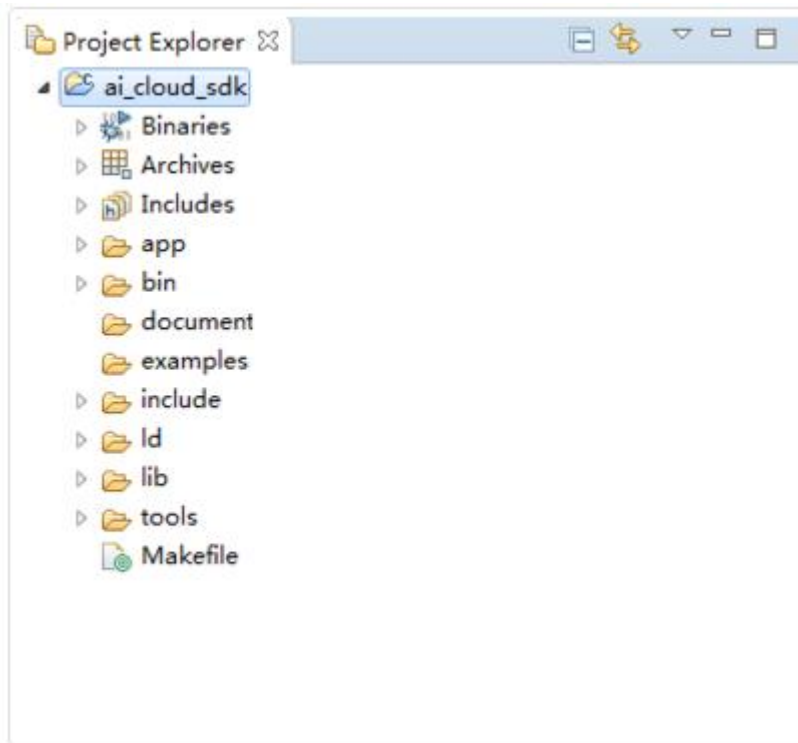 Project Explorer
ai_cloud_sdk
Binaries
Archives
Includes
app
bin
document
examples
include
ld
lib
tools
Makefile